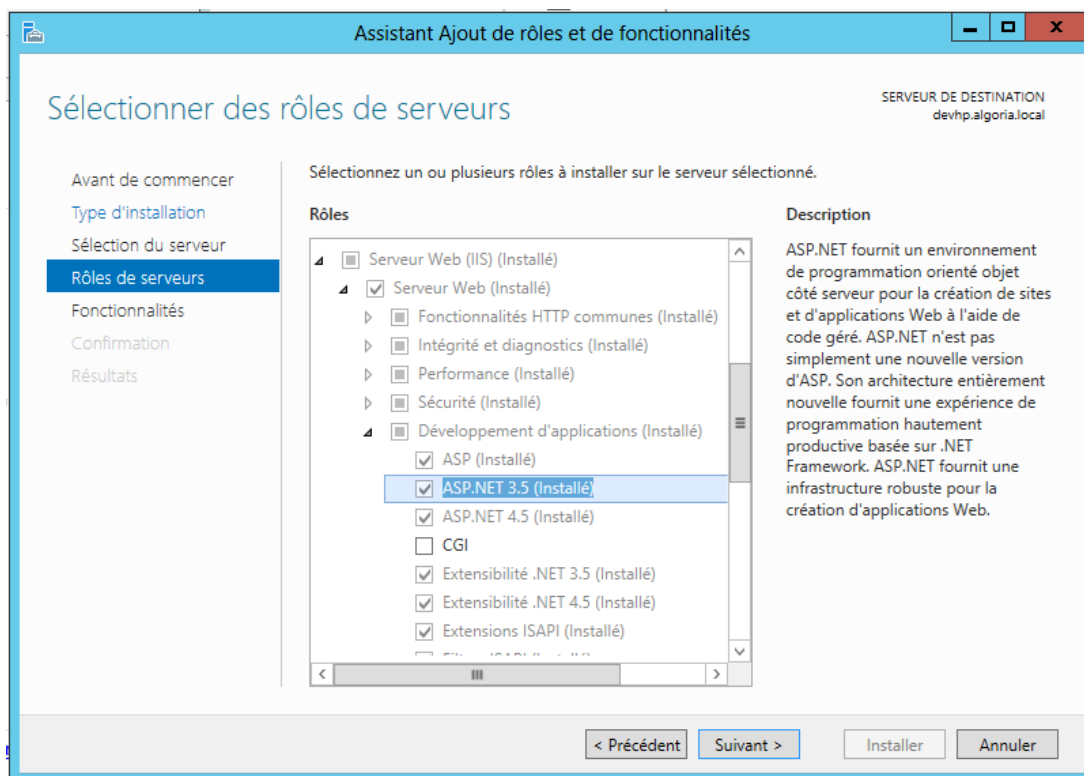 Assistant Ajout de rôles et de fonctionnalités
Sélectionner des rôles de serveurs
SERVEUR DE DESTINATION
devhp.algoria.local
Avant de commencer
Type d'installation
Sélection du serveur
Rôles de serveurs
Fonctionnalités
Confirmation
Résultats
Sélectionnez un ou plusieurs rôles à installer sur le serveur sélectionné.
Rôles
Serveur Web (IIS) (Installé)
Serveur Web (Installé)
Fonctionnalités HTTP communes (Installé)
Intégrité et diagnostics (Installé)
Performance (Installé)
Sécurité (Installé)
Développement d'applications (Installé)
ASP (Installé)
ASP.NET 3.5 (Installé)
ASP.NET 4.5 (Installé)
CGI
Extensibilité .NET 3.5 (Installé)
Extensibilité .NET 4.5 (Installé)
Extensions ISAPI (Installé)
Description
ASP.NET fournit un environnement
de programmation orienté objet
côté serveur pour la création de sites
et d'applications Web à l'aide de
code géré. ASP.NET n'est pas
simplement une nouvelle version
d'ASP. Son architecture entièrement
nouvelle fournit une expérience de
programmation hautement
productive basée sur .NET
Framework. ASP.NET fournit une
infrastructure robuste pour la
création d'applications Web.
< Précédent
Suivant >
Installer
Annuler